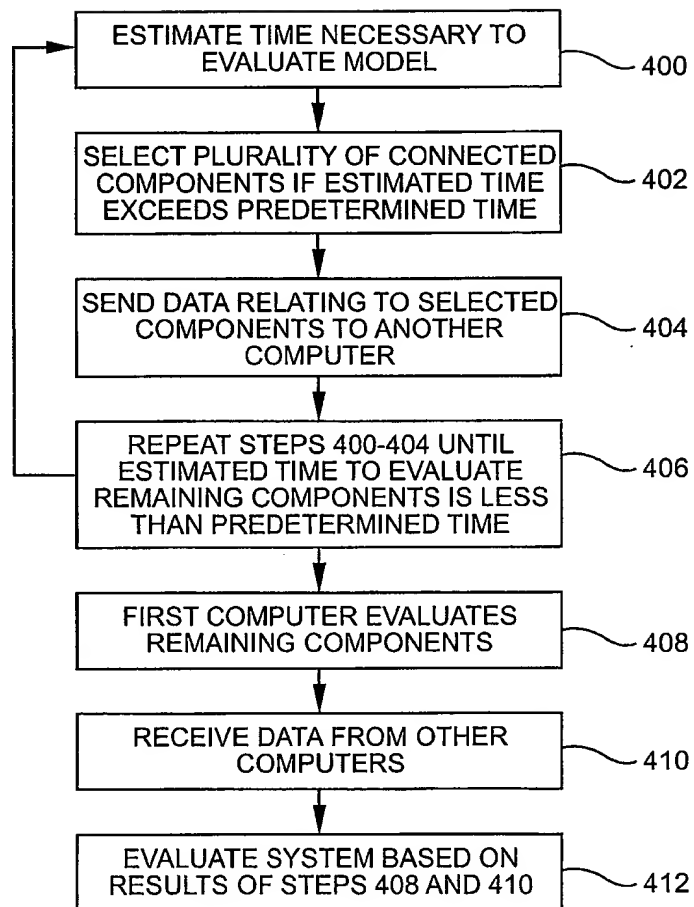 ESTIMATE TIME NECESSARY TO
EVALUATE MODEL
400
SELECT PLURALITY OF CONNECTED
COMPONENTS IF ESTIMATED TIME
EXCEEDS PREDETERMINED TIME
402
SEND DATA RELATING TO SELECTED
COMPONENTS TO ANOTHER
COMPUTER
404
REPEAT STEPS 400-404 UNTIL
ESTIMATED TIME TO EVALUATE
REMAINING COMPONENTS IS LESS
THAN PREDETERMINED TIME
406
FIRST COMPUTER EVALUATES
REMAINING COMPONENTS
408
RECEIVE DATA FROM OTHER
COMPUTERS
410
EVALUATE SYSTEM BASED ON
RESULTS OF STEPS 408 AND 410
412